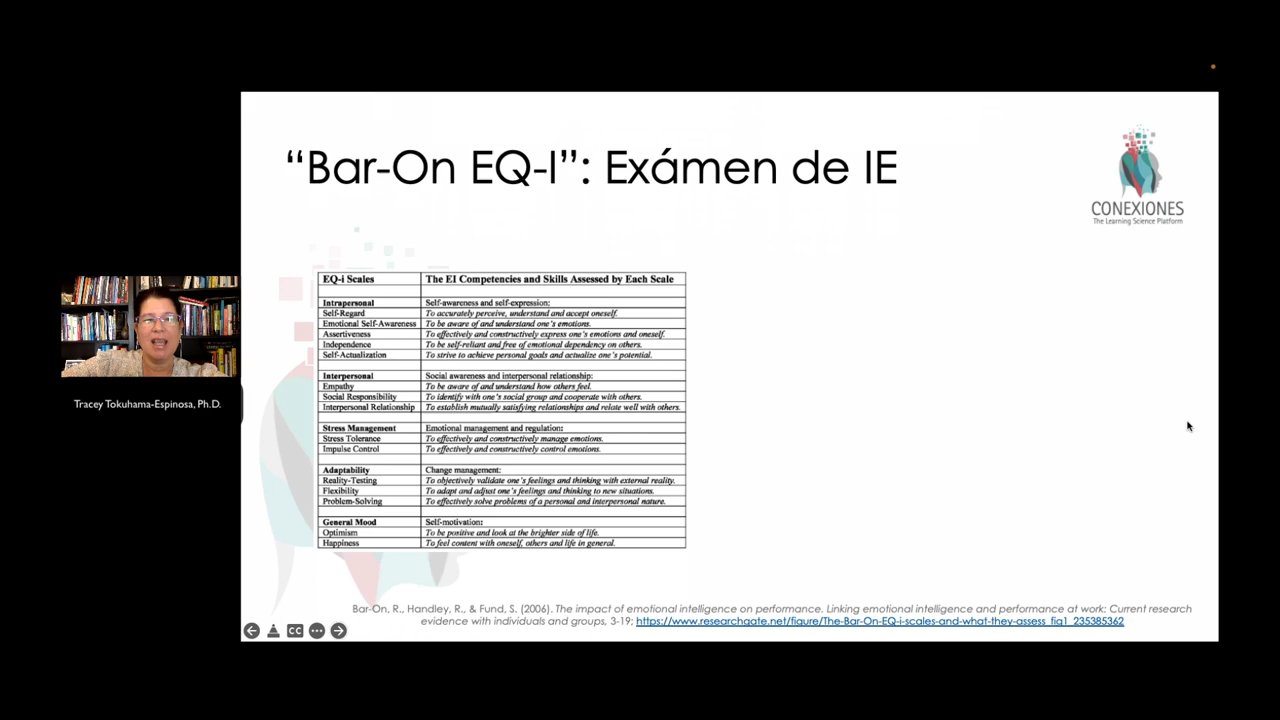 “Bar-On EQ-I”: Exámen de IE
CONEXIONES
The Learning Science Platform
EQ-i Scales The EI Competencies and Skills Assessed by Each Scale
Intrapersonal Self-awareness and self-expression:
Self-Regard To accurately perceive, understand and accept oneself.
Emotional Self-Awareness To be aware of and understand one's emotions.
Assertiveness To effectively and constructively express one's emotions and oneself.
Independence To be self-reliant and free of emotional dependency on others.
Self-Actualization To strive to achieve personal goals and actualize one's potential.
Interpersonal Social awareness and interpersonal relationship:
Empathy To be aware of and understand how others feel.
Social Responsibility To identify with one's social group and cooperate with others.
Interpersonal Relationship To establish mutually satisfying relationships and relate well with others.
Stress Management Emotional management and regulation:
Stress Tolerance To effectively and constructively manage emotions.
Impulse Control To effectively and constructively control emotions.
Adaptability Change management:
Reality-Testing To objectively validate one's feelings and thinking with external reality.
Flexibility To adapt and adjust one's feelings and thinking to new situations.
Problem-Solving To effectively solve problems of a personal and interpersonal nature.
General Mood Self-motivation:
Optimism To be positive and look at the brighter side of life.
Happiness To feel content with oneself, others and life in general.
Tracey Tokuhama-Espinosa, Ph.D.
Bar-On, R., Handley, R., & Fund, S. (2006). The impact of emotional intelligence on performance. Linking emotional intelligence and performance at work: Current research
evidence with individuals and groups, 3-19; https://www.researchgate.net/figure/The-Bar-On-EQ-i-scales-and-what-they-assess_fig1_235385362
CC